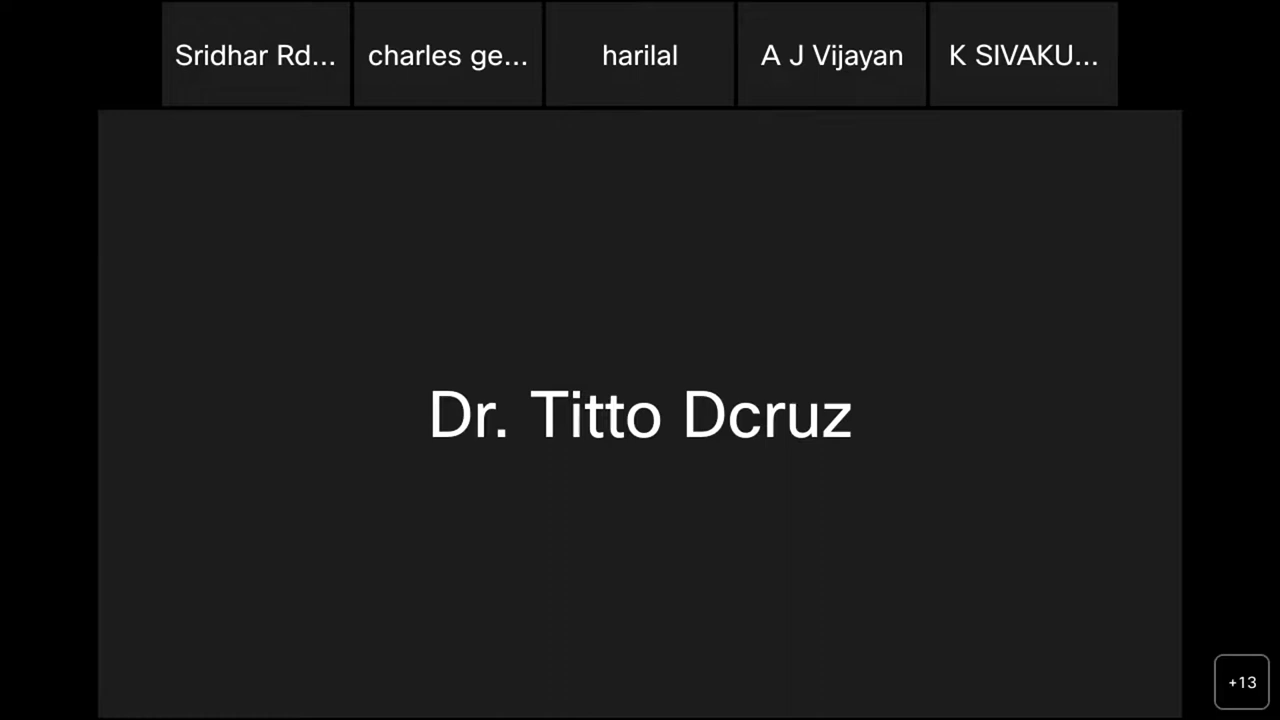 Sridhar Rd...
charles ge...
harilal
A J Vijayan
K SIVAKU...
Dr. Titto Dcruz
+13